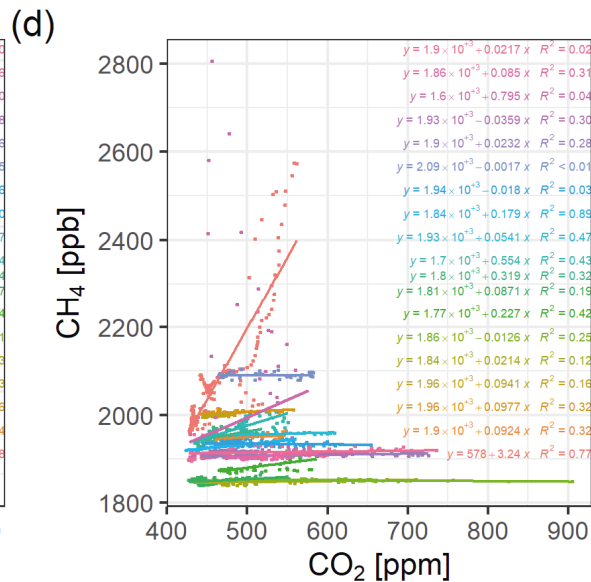 (d)
y = 1.9 × 10⁺³ + 0.0217 x R² = 0.02
y = 1.86 × 10⁺³ + 0.085 x R² = 0.31
y = 1.6 × 10⁺³ + 0.795 x R² = 0.04
y = 1.93 × 10⁺³ − 0.0359 x R² = 0.30
y = 1.9 × 10⁺³ + 0.0232 x R² = 0.28
y = 2.09 × 10⁺³ − 0.0017 x R² < 0.01
y = 1.94 × 10⁺³ − 0.018 x R² = 0.03
y = 1.84 × 10⁺³ + 0.179 x R² = 0.89
y = 1.93 × 10⁺³ + 0.0541 x R² = 0.47
y = 1.7 × 10⁺³ + 0.554 x R² = 0.43
y = 1.8 × 10⁺³ + 0.319 x R² = 0.32
y = 1.81 × 10⁺³ + 0.0871 x R² = 0.19
y = 1.77 × 10⁺³ + 0.227 x R² = 0.42
y = 1.86 × 10⁺³ − 0.0126 x R² = 0.25
y = 1.84 × 10⁺³ + 0.0214 x R² = 0.12
y = 1.96 × 10⁺³ + 0.0941 x R² = 0.16
y = 1.96 × 10⁺³ + 0.0977 x R² = 0.32
y = 1.9 × 10⁺³ + 0.0924 x R² = 0.32
y = 578 + 3.24 x R² = 0.77
2800
2600
2400
2200
2000
1800
CH₄ [ppb]
400 500 600 700 800 900
CO₂ [ppm]